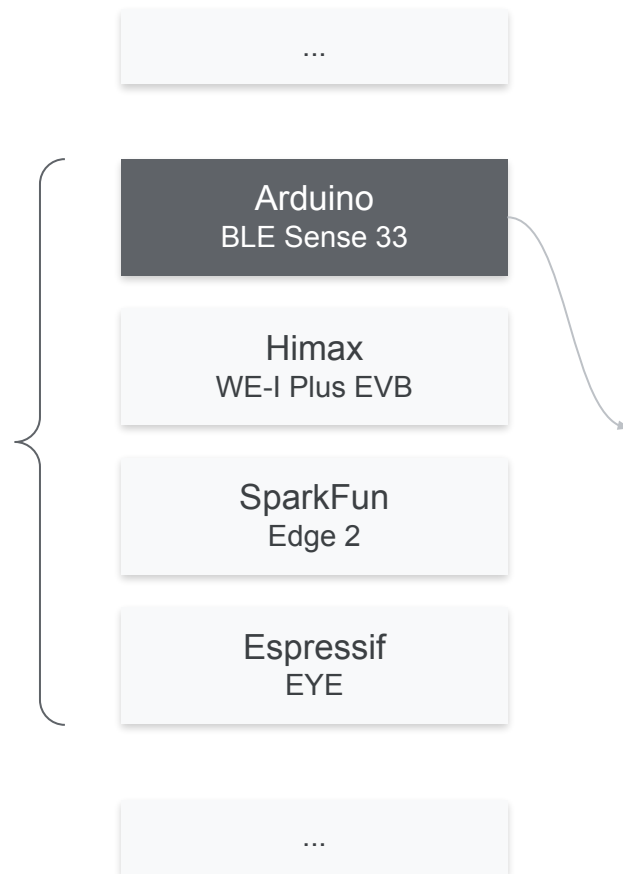 ...
Arduino
BLE Sense 33
Himax
WE-I Plus EVB
SparkFun
Edge 2
Espressif
EYE
...